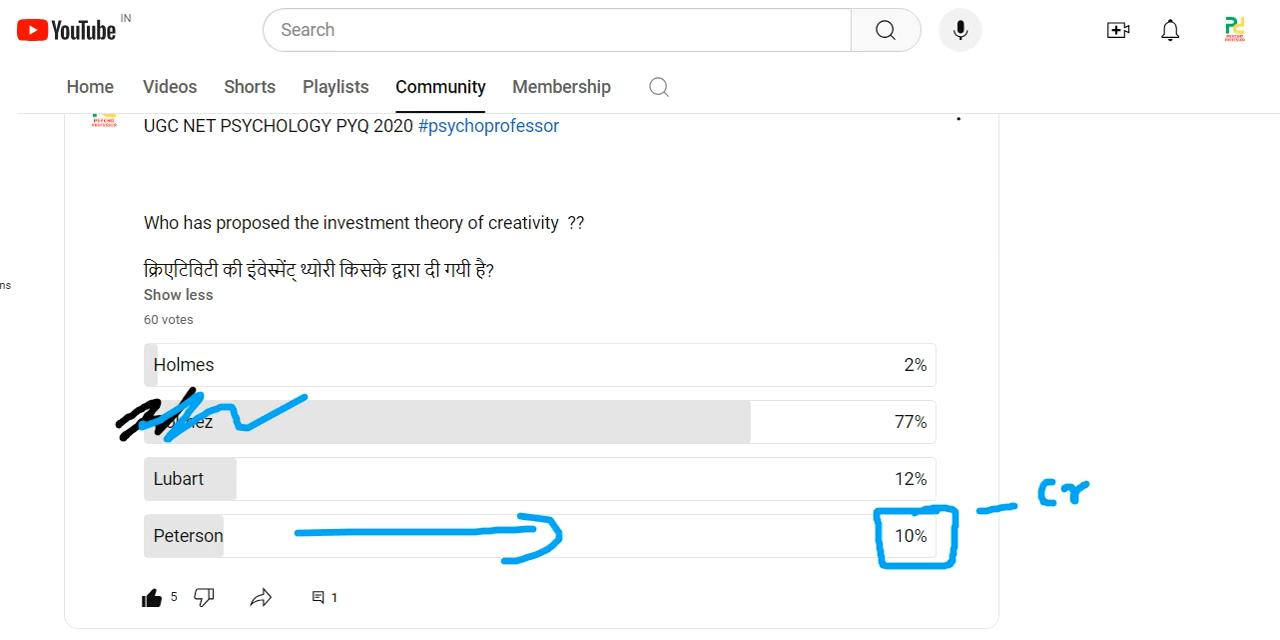 YouTube IN
Search
Home Videos Shorts Playlists Community Membership
UGC NET PSYCHOLOGY PYQ 2020 #psychoprofessor
Who has proposed the investment theory of creativity ??
क्रिएटिविटी की इंवेस्मेंट् थ्योरी किसके द्वारा दी गयी है?
ns
Show less
60 votes
Holmes 2%
77%
Lubart 12%
cr
Peterson 10%
5 1